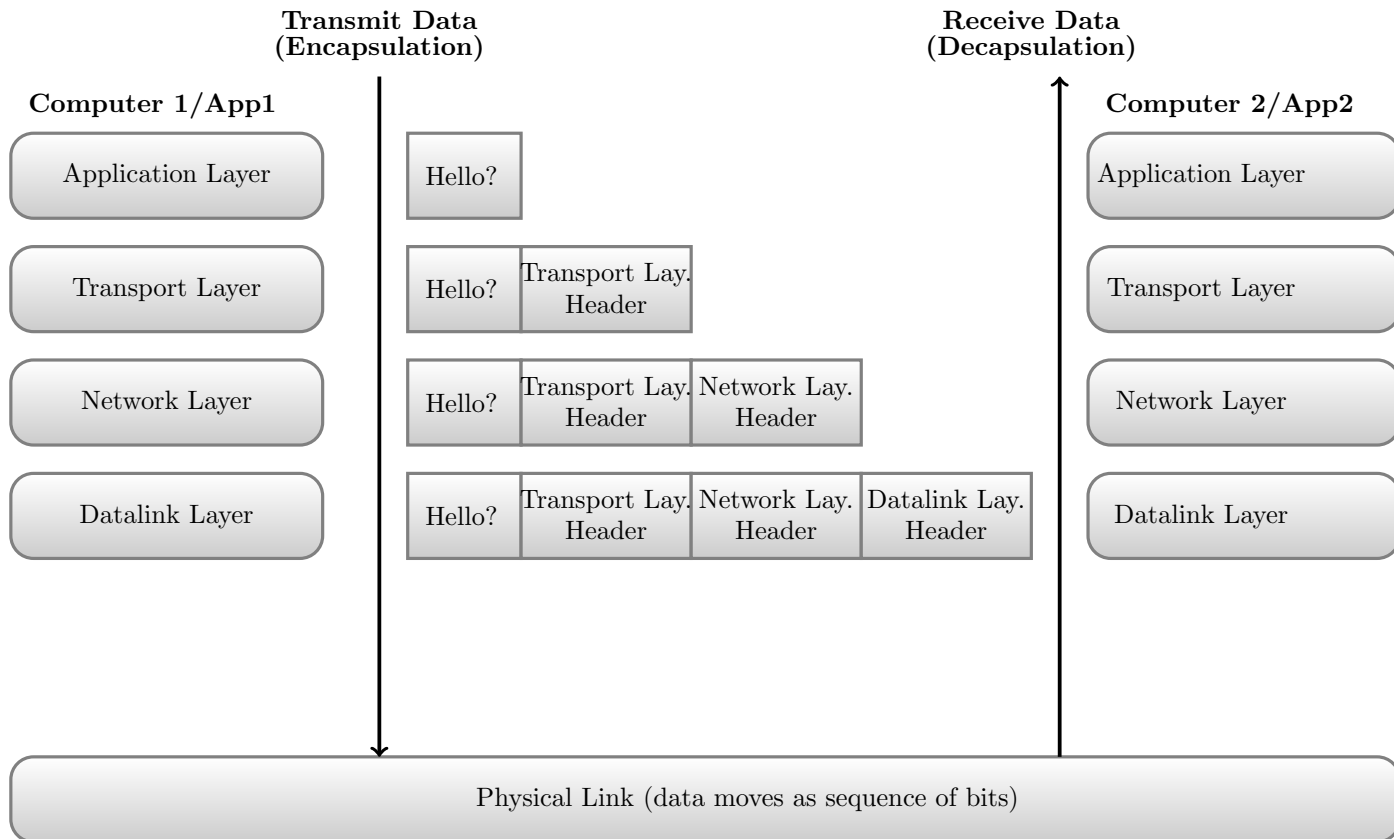 Transmit Data
(Encapsulation)
Receive Data
(Decapsulation)
Computer 1/App1
Computer 2/App2
Application Layer
Hello?
Application Layer
Transport Layer
Hello?
Transport Lay.
Header
Transport Layer
Network Layer
Hello?
Transport Lay.
Header
Network Lay.
Header
Network Layer
Datalink Layer
Hello?
Transport Lay.
Header
Network Lay.
Header
Datalink Lay.
Header
Datalink Layer
Physical Link (data moves as sequence of bits)